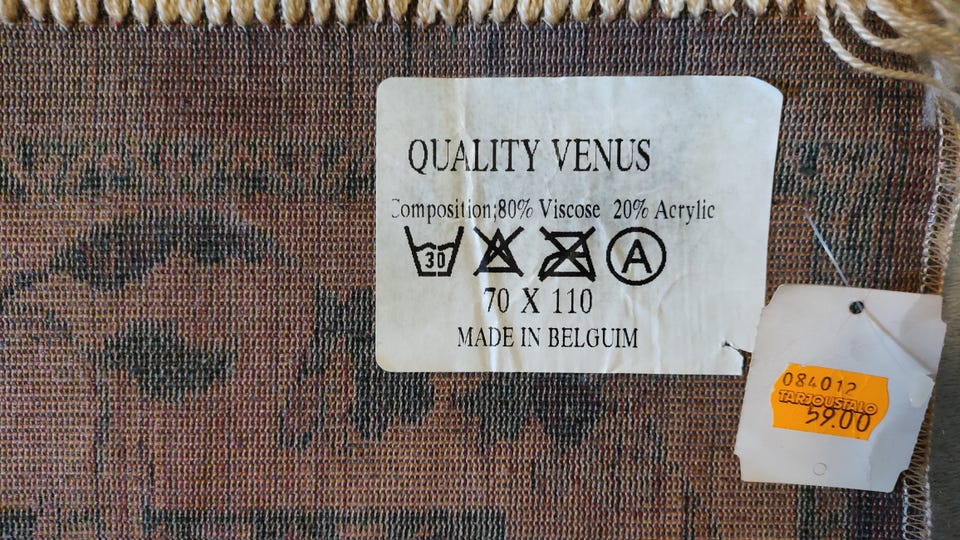 QUALITY VENUS
Composition;80% Viscose 20% Acrylic
30 A
70 X 110
MADE IN BELGUIM
084012
TARJOUSTALO
59.00